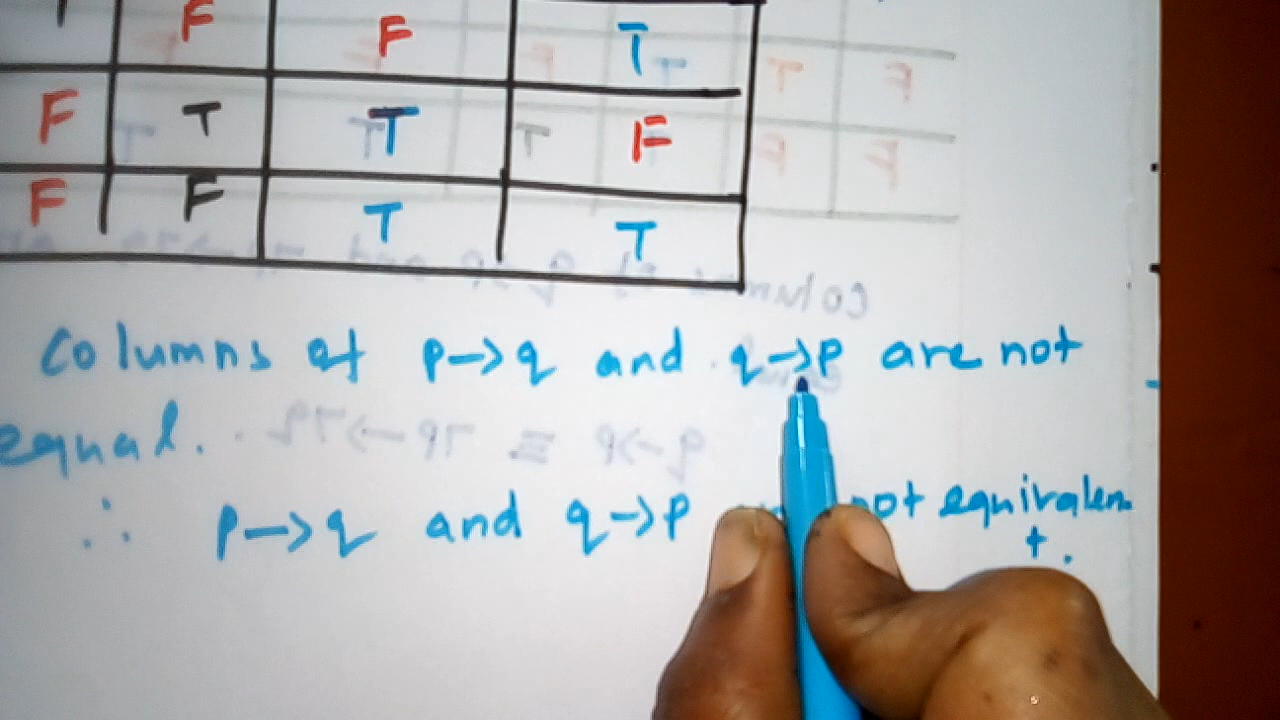 F F T
F T T F
F F T T
Columns of p→q and q→p are not
equal.
∴ p→q and q→p not equivalent.